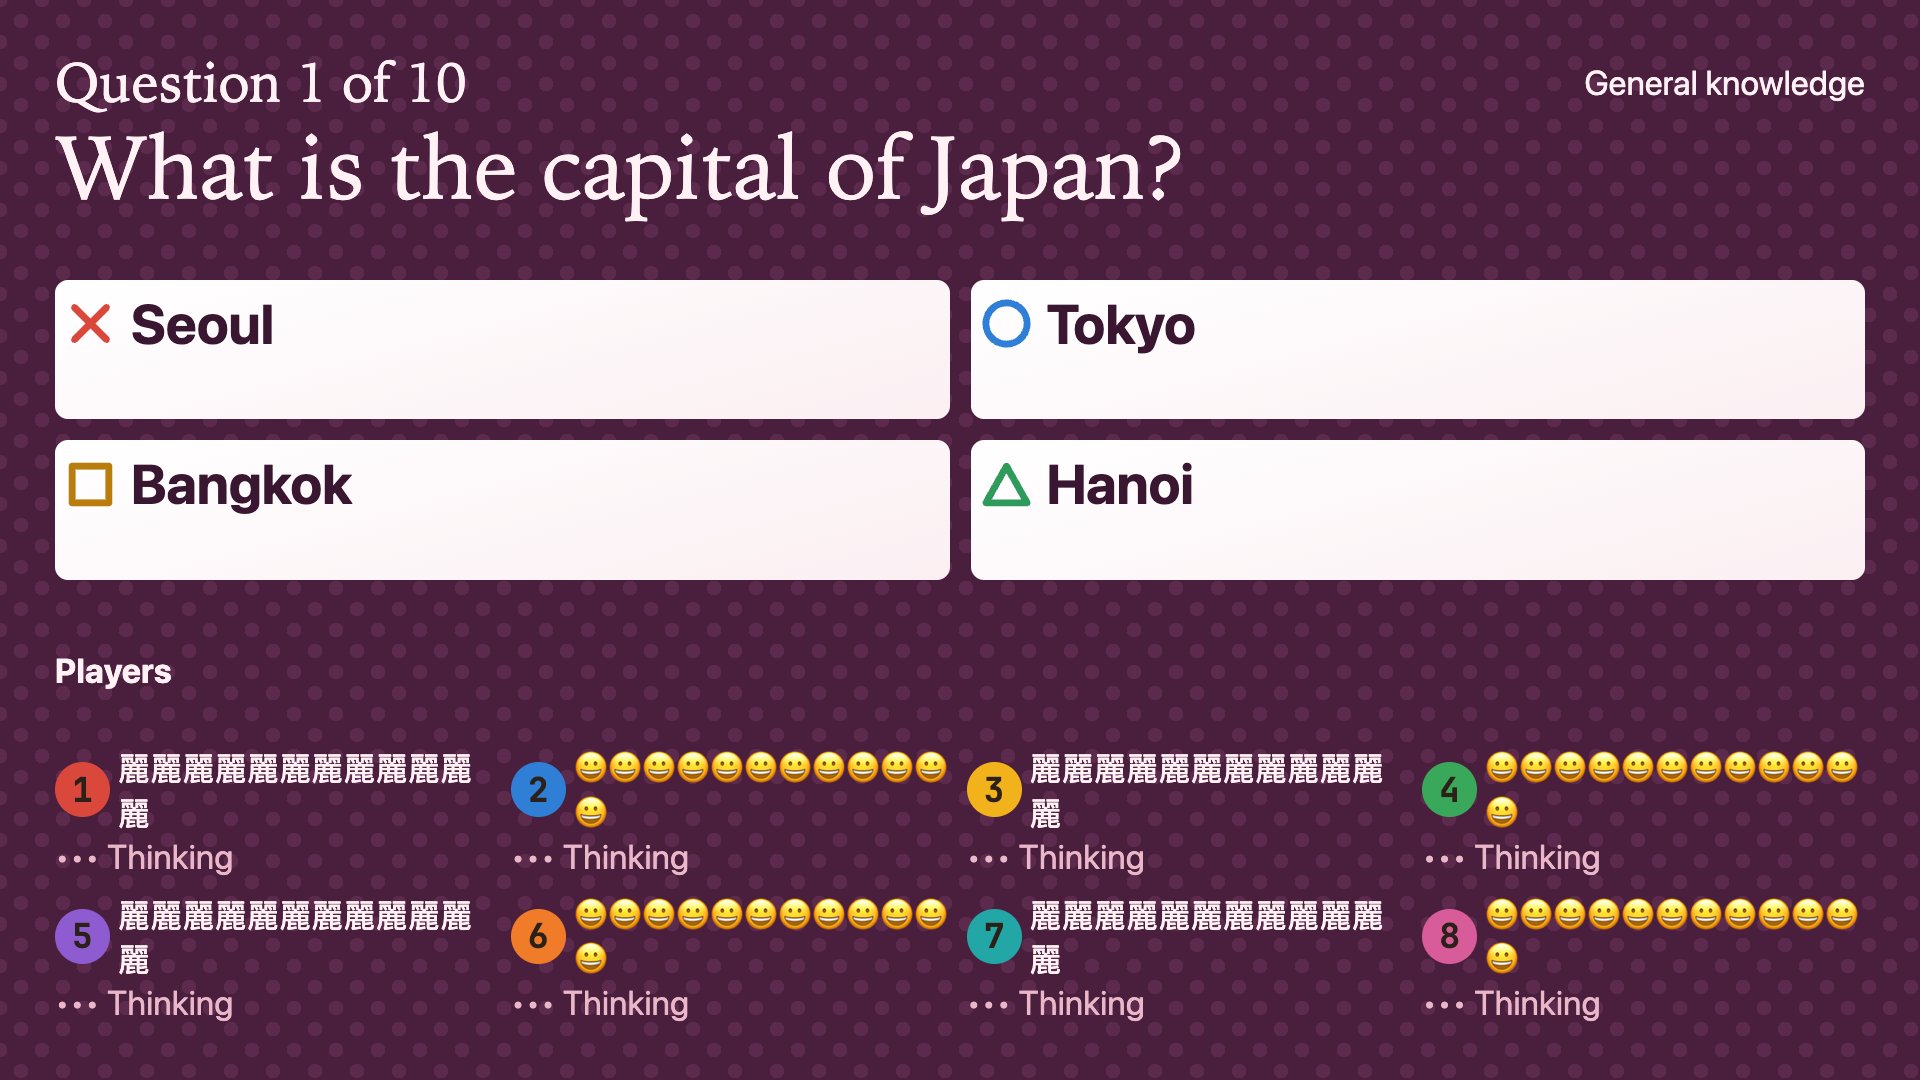 Question 1 of 10
General knowledge
What is the capital of Japan?
Seoul
Tokyo
Bangkok
Hanoi
Players
1 麗麗麗麗麗麗麗麗麗麗麗
麗
••• Thinking
2 😀😀😀😀😀😀😀😀😀😀😀
😀
••• Thinking
3 麗麗麗麗麗麗麗麗麗麗麗
麗
••• Thinking
4 😀😀😀😀😀😀😀😀😀😀😀
😀
••• Thinking
5 麗麗麗麗麗麗麗麗麗麗麗
麗
••• Thinking
6 😀😀😀😀😀😀😀😀😀😀😀
😀
••• Thinking
7 麗麗麗麗麗麗麗麗麗麗麗
麗
••• Thinking
8 😀😀😀😀😀😀😀😀😀😀😀
😀
••• Thinking